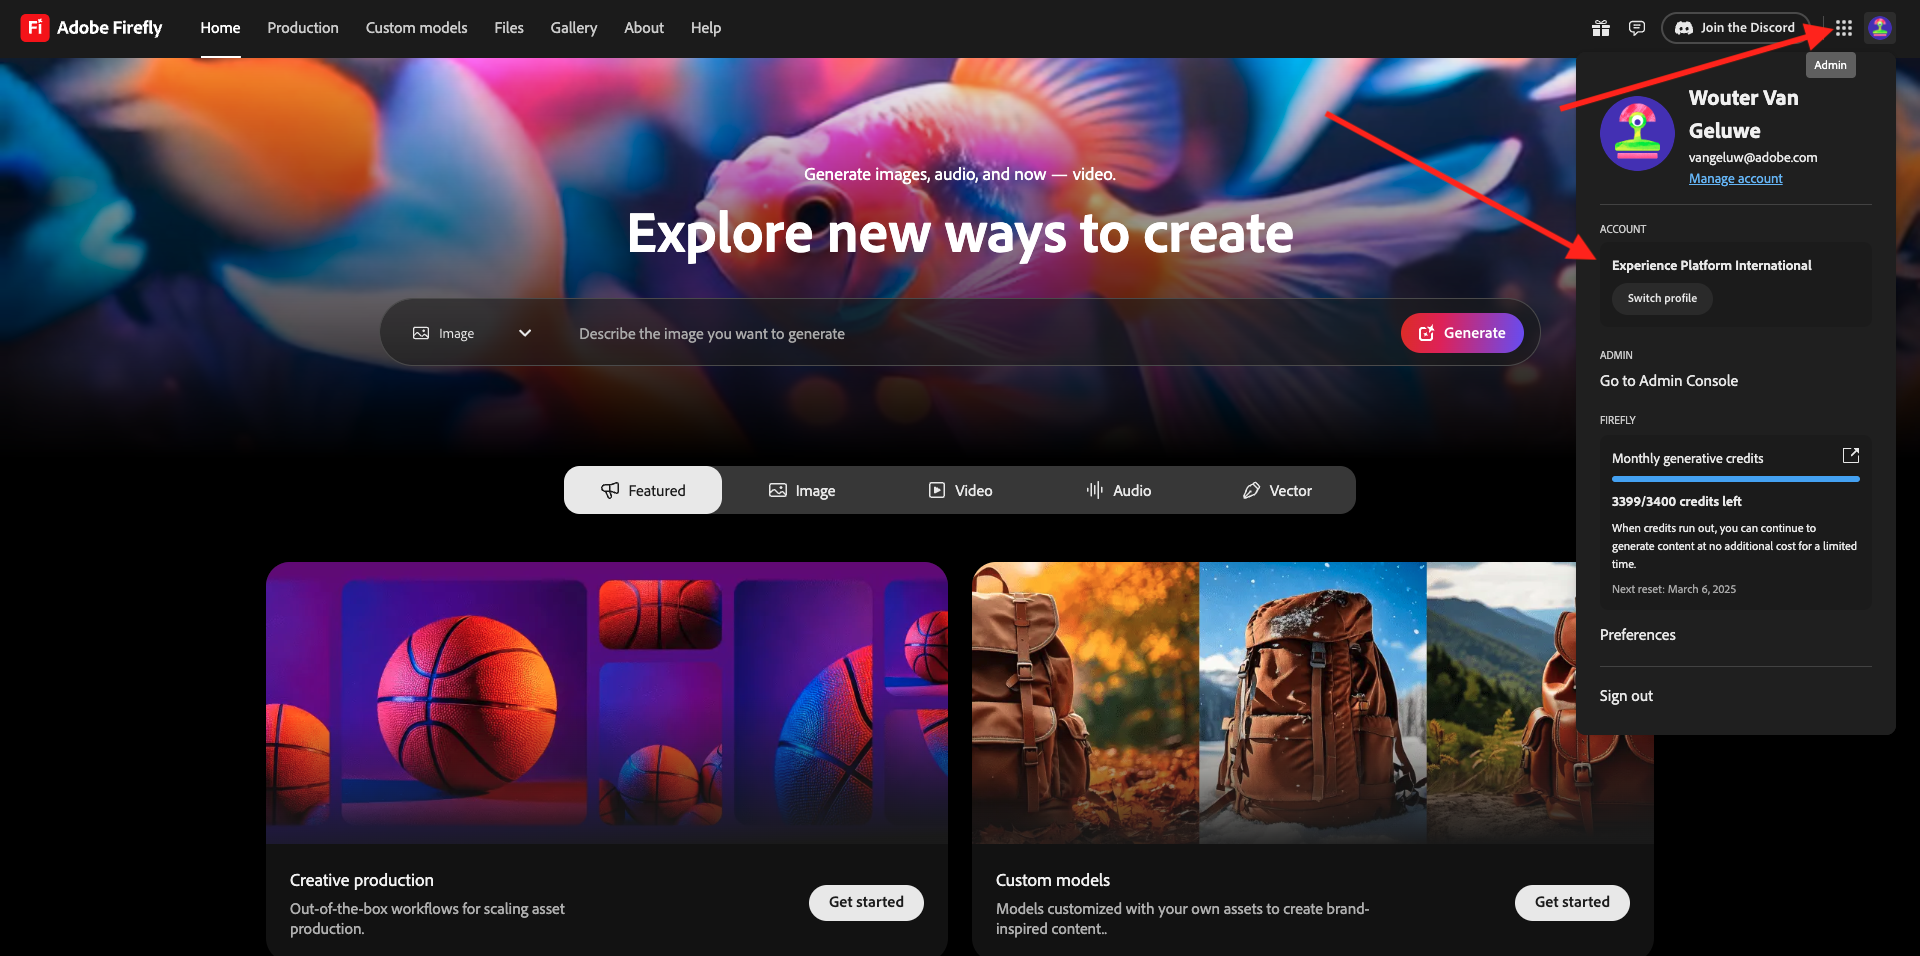 Fi Adobe Firefly
Home
Production
Custom models
Files
Gallery
About
Help
Join the Discord
Admin
Wouter Van
Geluwe
vangeluw@adobe.com
Manage account
ACCOUNT
Experience Platform International
Switch profile
ADMIN
Go to Admin Console
FIREFLY
Monthly generative credits
3399/3400 credits left
When credits run out, you can continue to
generate content at no additional cost for a limited
time.
Next reset: March 6, 2025
Preferences
Sign out
Generate images, audio, and now — video.
Explore new ways to create
Image
Describe the image you want to generate
Generate
Featured
Image
Video
Audio
Vector
Creative production
Out-of-the-box workflows for scaling asset
production.
Get started
Custom models
Models customized with your own assets to create brand-
inspired content..
Get started